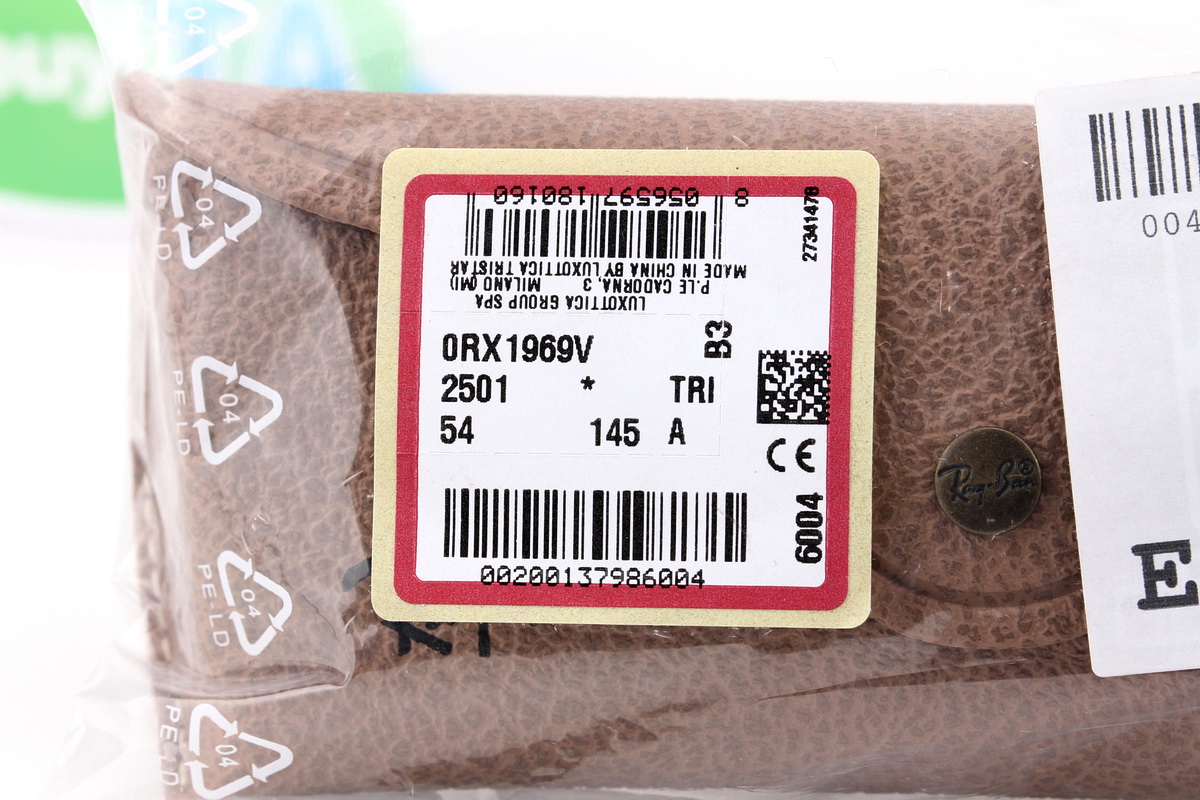 buy
04
8 056597 180160
27341478
MADE IN CHINA BY LUXOTTICA TRISTAR
P.LE CADORNA, 3 MILANO (MI)
LUXOTTICA GROUP SPA
B3
0RX1969V
2501 * TRI
54 145 A
CE
6004
00200137986004
Ray-Ban®
004
E
04
PE-LD
04
PE-LD
04
PE-LD
04
PE-LD